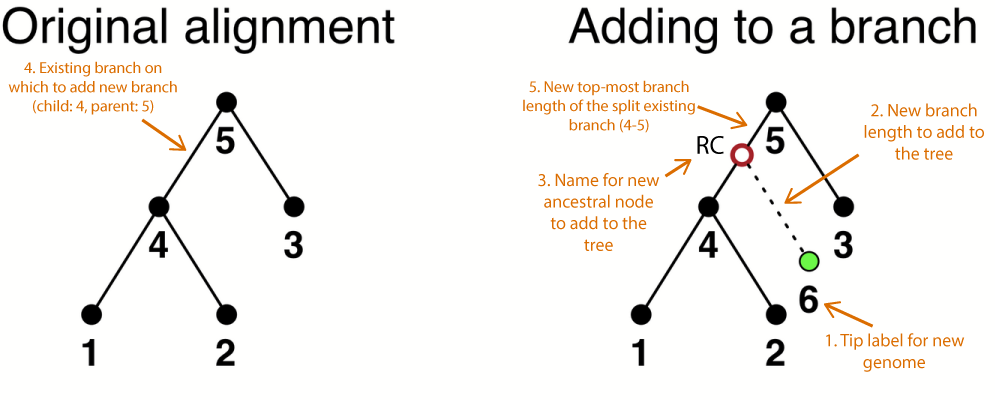 Original alignment
4. Existing branch on
which to add new branch
(child: 4, parent: 5)
5
4
3
1
2
Adding to a branch
5. New top-most branch
length of the split existing
branch (4-5)
2. New branch
length to add to
the tree
RC
5
3. Name for new
ancestral node
to add to the
tree
4
3
6
1
2
1. Tip label for new
genome